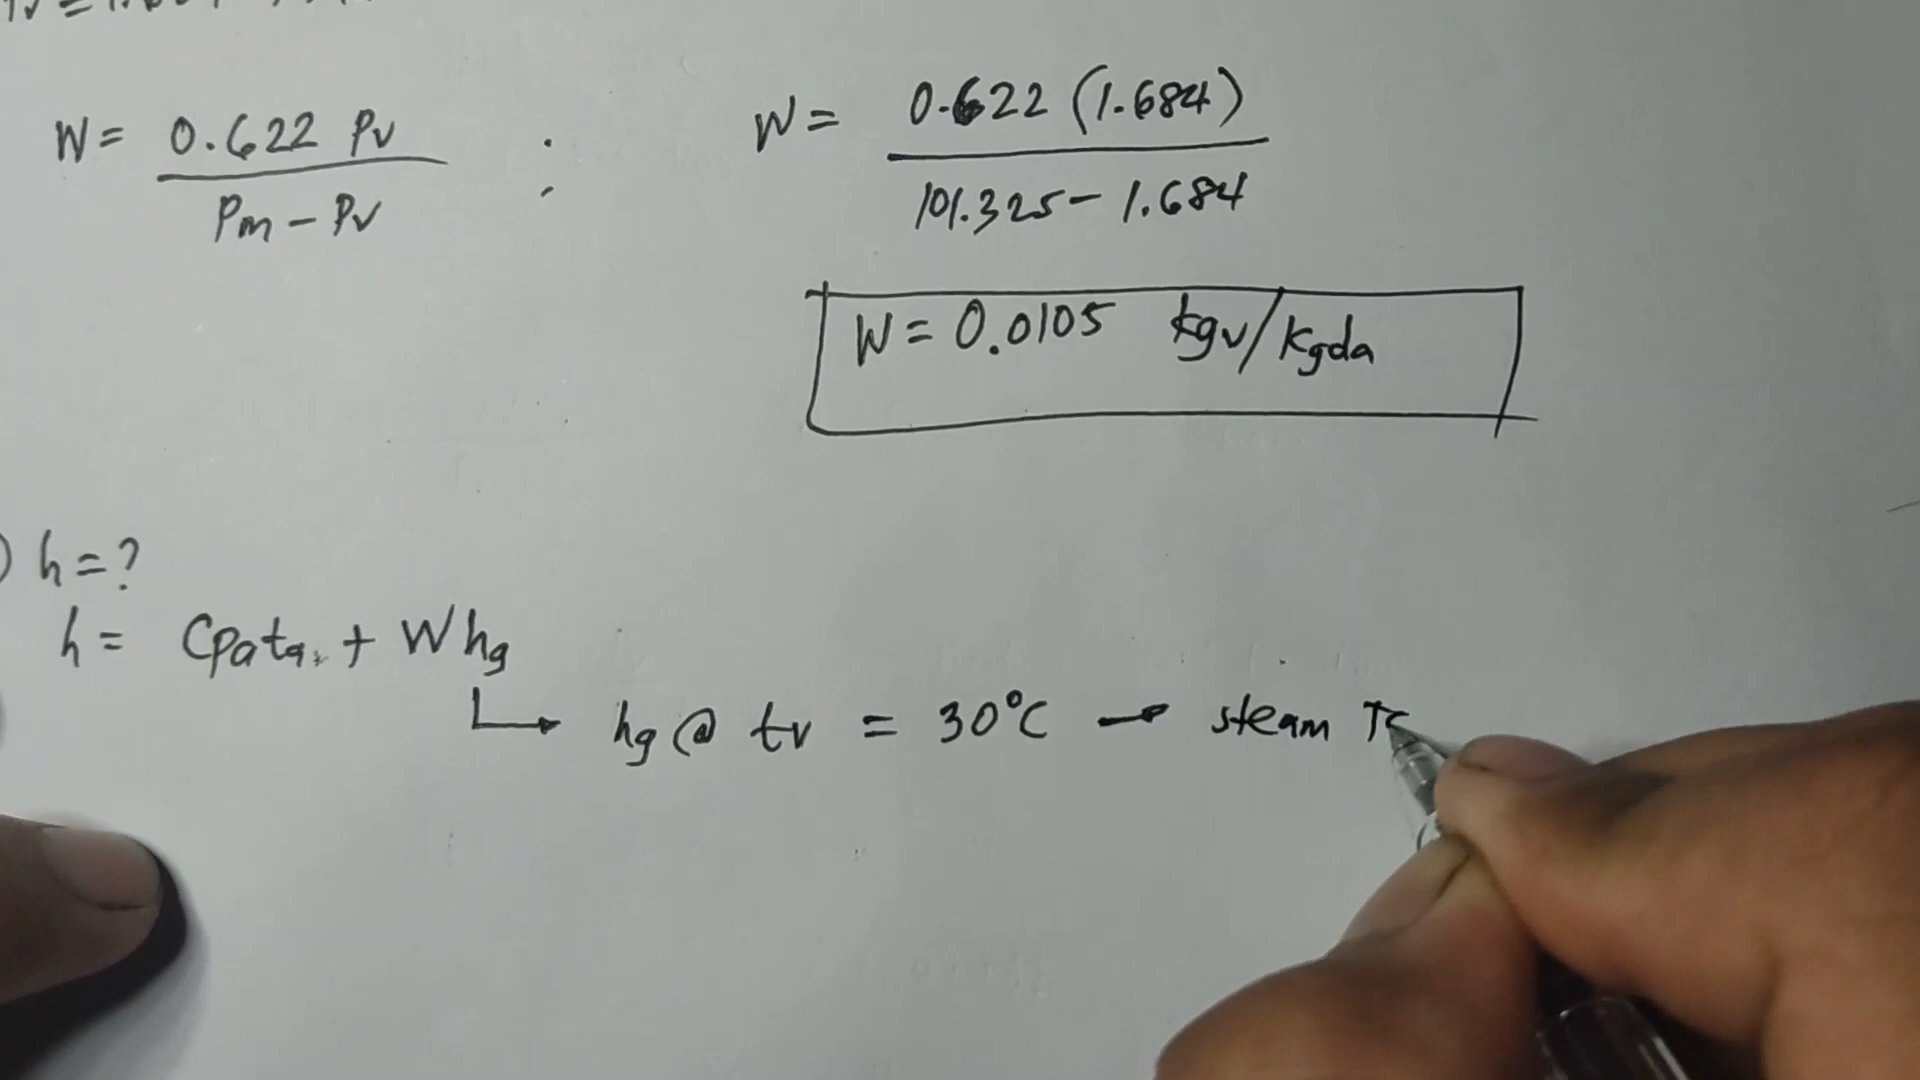 W = 0.622 Pv / Pm - Pv ; W = 0.622 (1.684) / 101.325 - 1.684
W = 0.0105 kgv/kgda
) h = ?
h = Cpata + W hg
hg @ tv = 30°C → steam